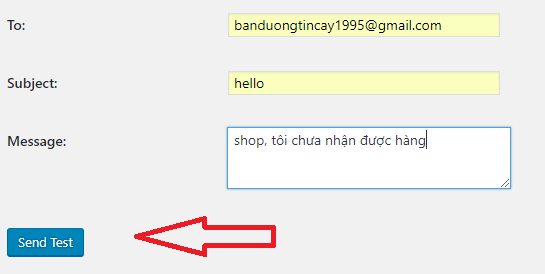 To: banduongtincay1995@gmail.com
Subject: hello
Message: shop, tôi chưa nhận được hàng
Send Test